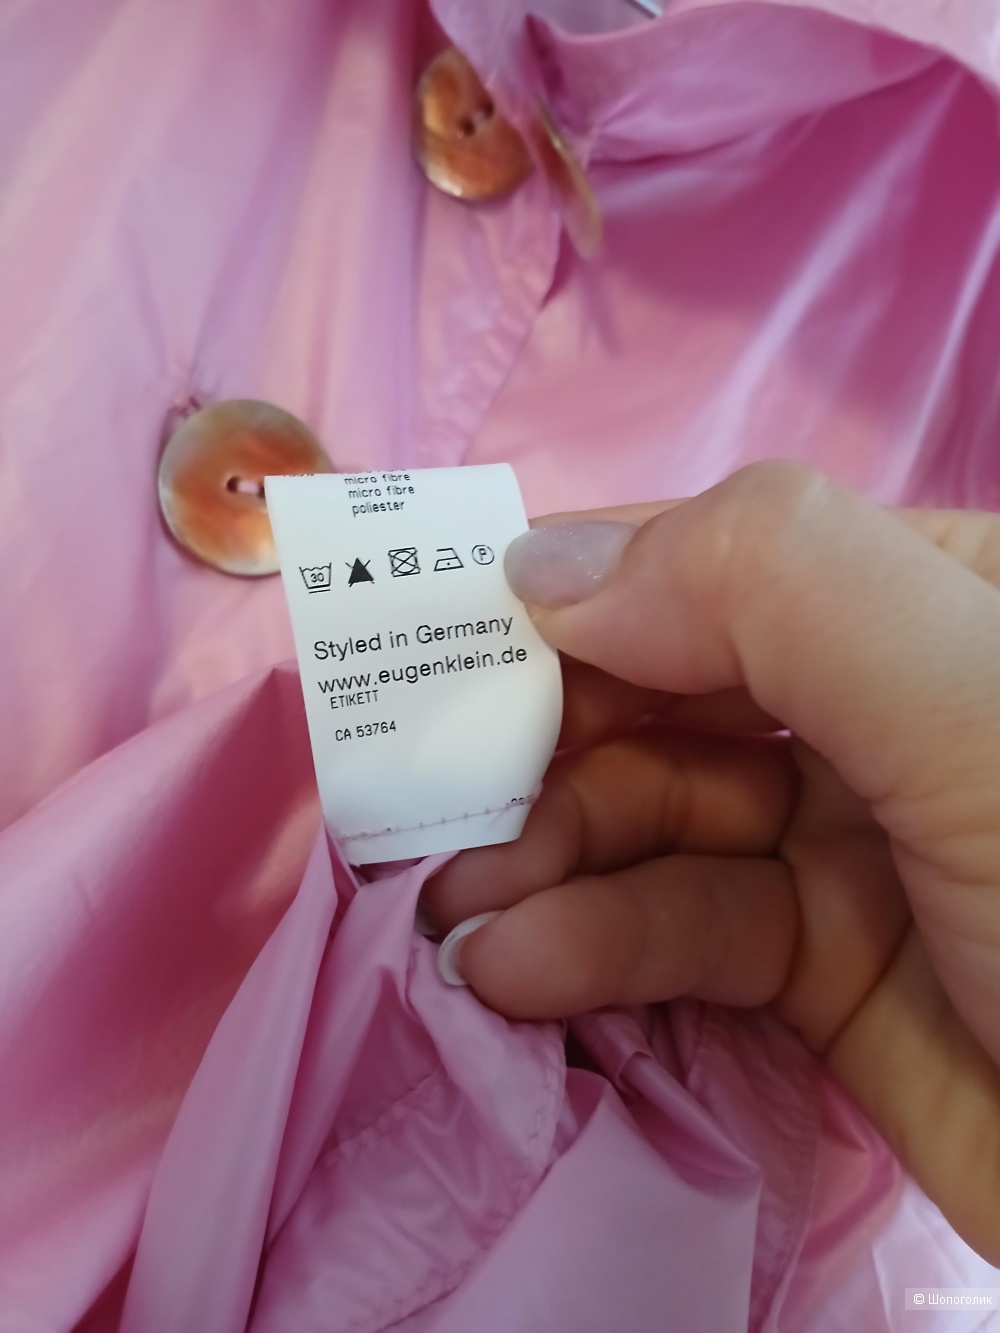 micro fibre
micro fibre
poliester
30
P
Styled in Germany
www.eugenklein.de
ETIKETT
CA 53764
© Шопоголик